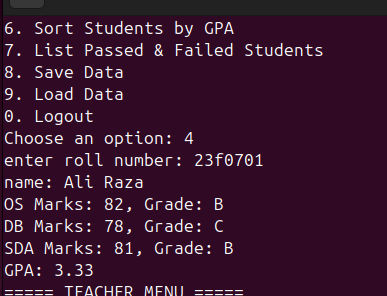 6. Sort Students by GPA
7. List Passed & Failed Students
8. Save Data
9. Load Data
0. Logout
Choose an option: 4
enter roll number: 23f0701
name: Ali Raza
OS Marks: 82, Grade: B
DB Marks: 78, Grade: C
SDA Marks: 81, Grade: B
GPA: 3.33
===== TEACHER MENU =====